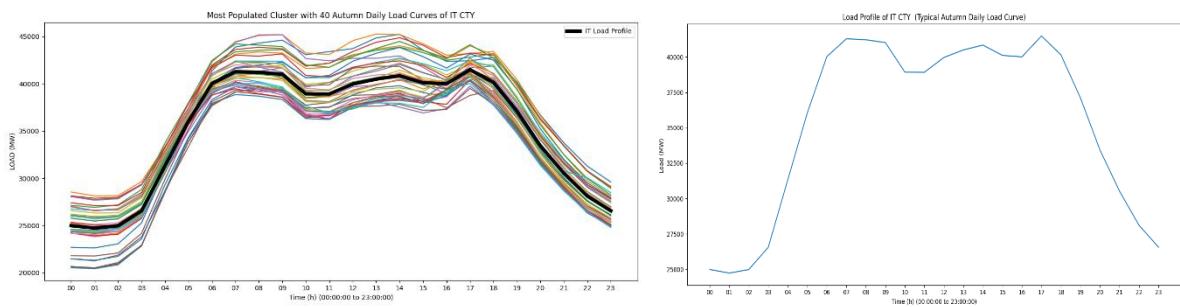 Most Populated Cluster with 40 Autumn Daily Load Curves of IT CTY
IT Load Profile
45000
40000
35000
30000
25000
20000
LOAD (MW)
00 01 02 03 04 05 06 07 08 09 10 11 12 13 14 15 16 17 18 19 20 21 22 23
Time (h) (00:00:00 to 23:00:00)
Load Profile of IT CTY (Typical Autumn Daily Load Curve)
40000
37500
35000
32500
30000
27500
25000
Load (MW)
00 01 02 03 04 05 06 07 08 09 10 11 12 13 14 15 16 17 18 19 20 21 22 23
Time (h) (00:00:00 to 23:00:00)